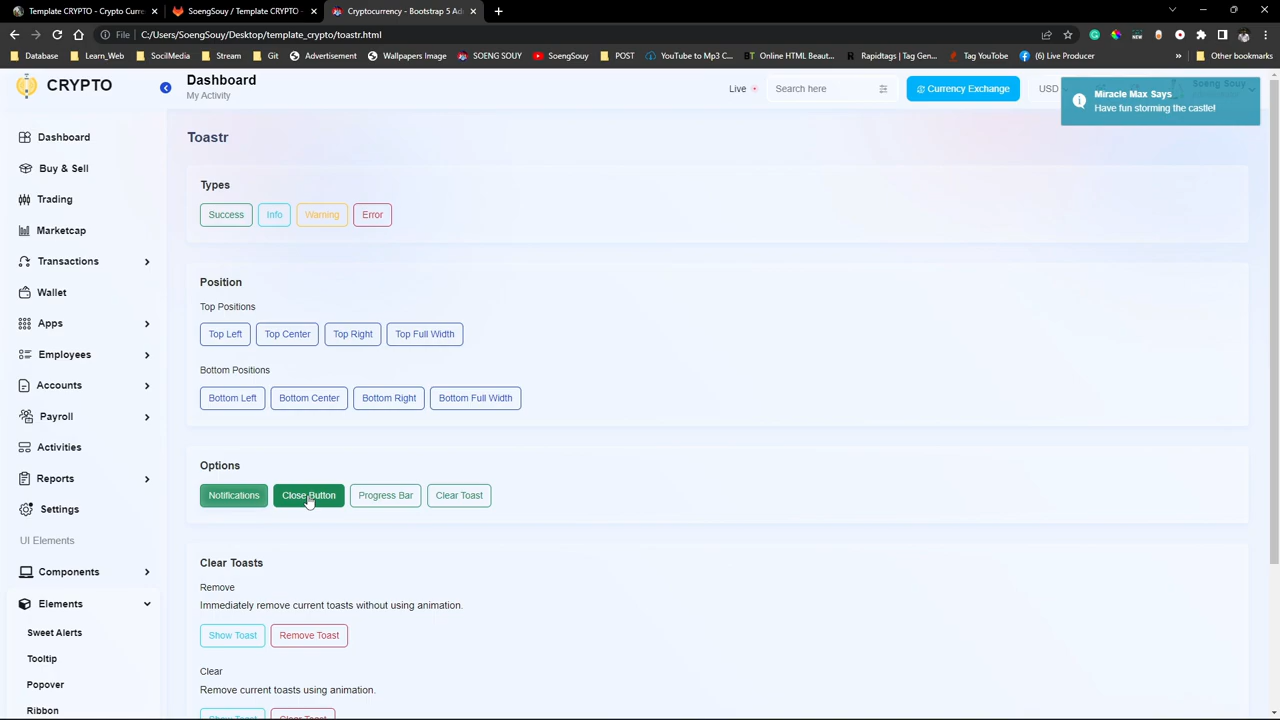 Template CRYPTO - Crypto Curre
SoengSouy / Template CRYPTO ·
Cryptocurrency - Bootstrap 5 Ad
File
C:/Users/SoengSouy/Desktop/template_crypto/toastr.html
Database
Learn_Web
SocilMedia
Stream
Git
Advertisement
Wallpapers Image
SOENG SOUY
SoengSouy
POST
YouTube to Mp3 C...
Online HTML Beaut...
Rapidtags | Tag Gen...
Tag YouTube
(6) Live Producer
»
Other bookmarks
CRYPTO
Dashboard
My Activity
Live
Search here
Currency Exchange
USD
Soeng Souy
Miracle Max Says
Have fun storming the castle!
Dashboard
Buy & Sell
Trading
Marketcap
Transactions
Wallet
Apps
Employees
Accounts
Payroll
Activities
Reports
Settings
UI Elements
Components
Elements
Sweet Alerts
Tooltip
Popover
Ribbon
Toastr
Types
Success
Info
Warning
Error
Position
Top Positions
Top Left
Top Center
Top Right
Top Full Width
Bottom Positions
Bottom Left
Bottom Center
Bottom Right
Bottom Full Width
Options
Notifications
Close Button
Progress Bar
Clear Toast
Clear Toasts
Remove
Immediately remove current toasts without using animation.
Show Toast
Remove Toast
Clear
Remove current toasts using animation.
Show Toast
Clear Toast